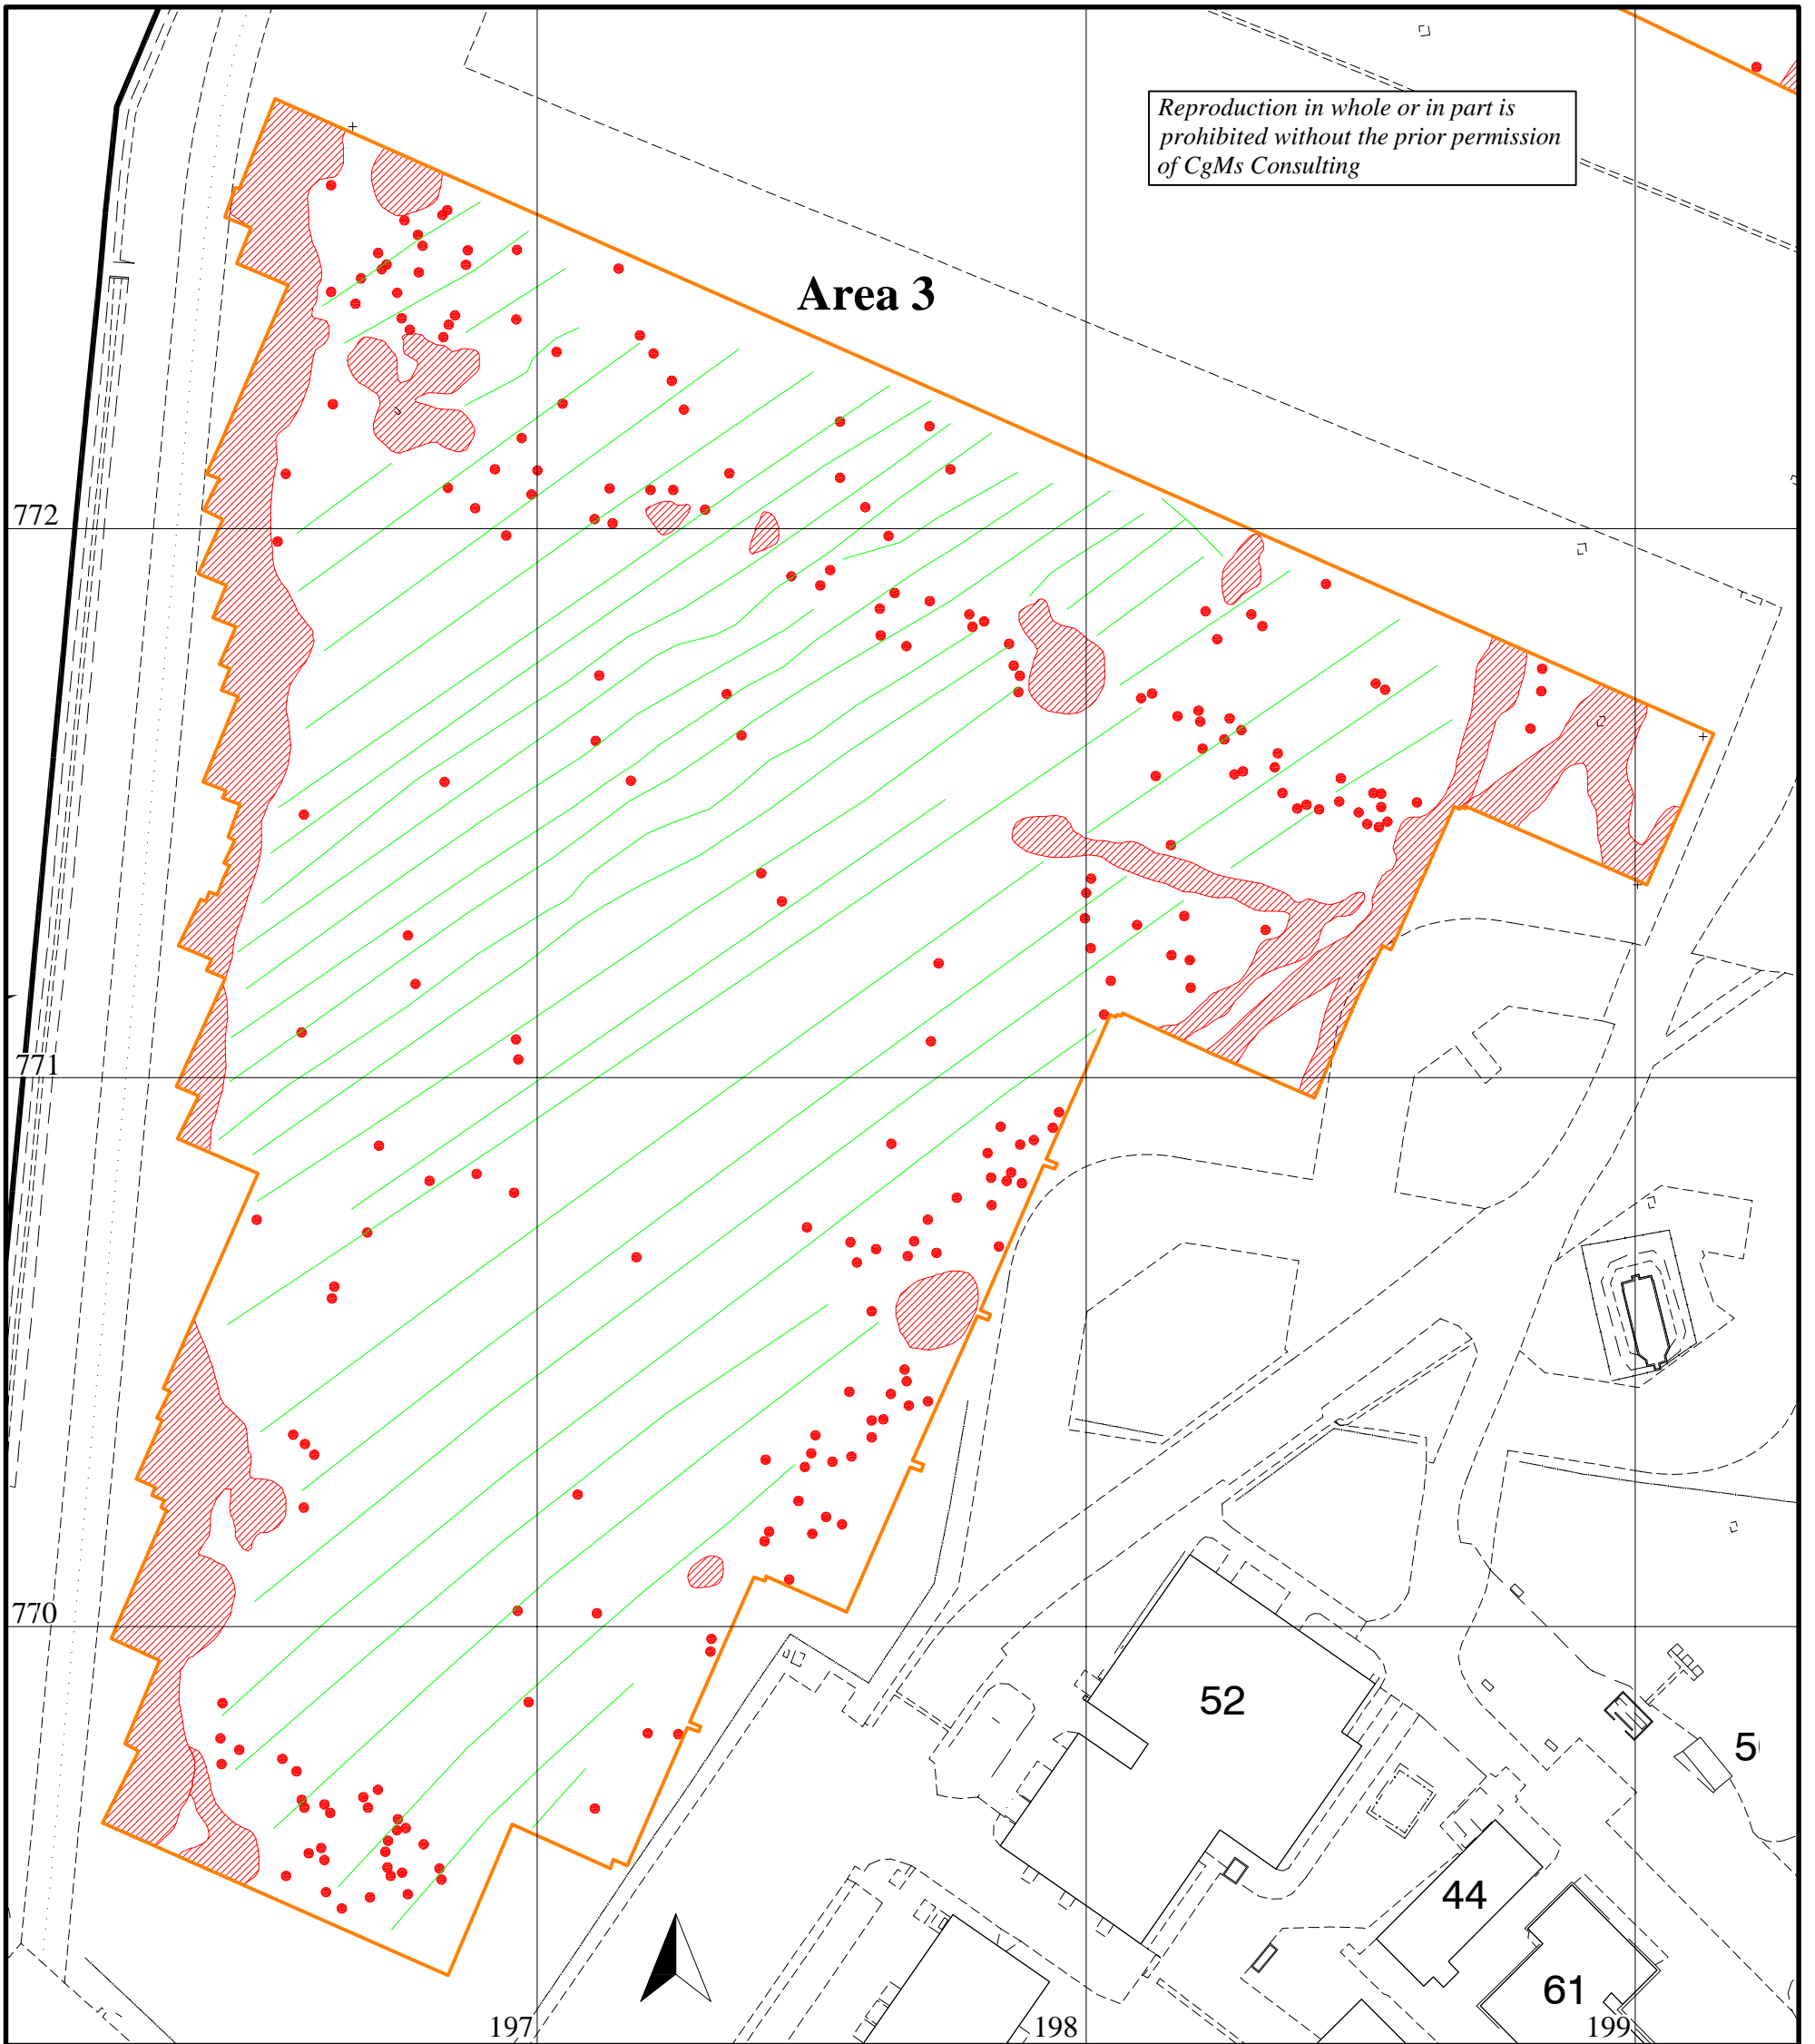 Reproduction in whole or in part is
prohibited without the prior permission
of CgMs Consulting
Area 3
772
771
770
52
5
44
61
197
198
199